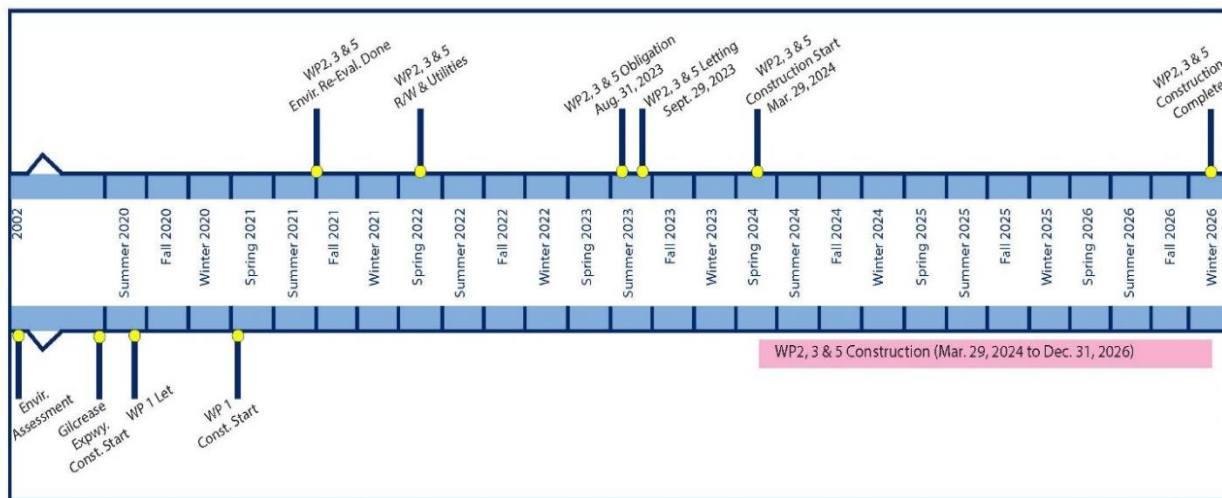 WP2, 3 & 5
Envir. Re-Eval. Done
WP2, 3 & 5
R/W & Utilities
WP2, 3 & 5 Obligation
Aug. 31, 2023
WP2, 3 & 5 Letting
Sept. 29, 2023
WP2, 3 & 5
Construction Start
Mar. 29, 2024
WP2, 3 & 5
Construction
Complete
2002
Summer 2020
Fall 2020
Winter 2020
Spring 2021
Summer 2021
Fall 2021
Winter 2021
Spring 2022
Summer 2022
Fall 2022
Winter 2022
Spring 2023
Summer 2023
Fall 2023
Winter 2023
Spring 2024
Summer 2024
Fall 2024
Winter 2024
Spring 2025
Summer 2025
Fall 2025
Winter 2025
Spring 2026
Summer 2026
Fall 2026
Winter 2026
Envir.
Assessment
Gilcrease
Expwy.
Const. Start
WP 1 Let
WP 1
Const. Start
WP2, 3 & 5 Construction (Mar. 29, 2024 to Dec. 31, 2026)